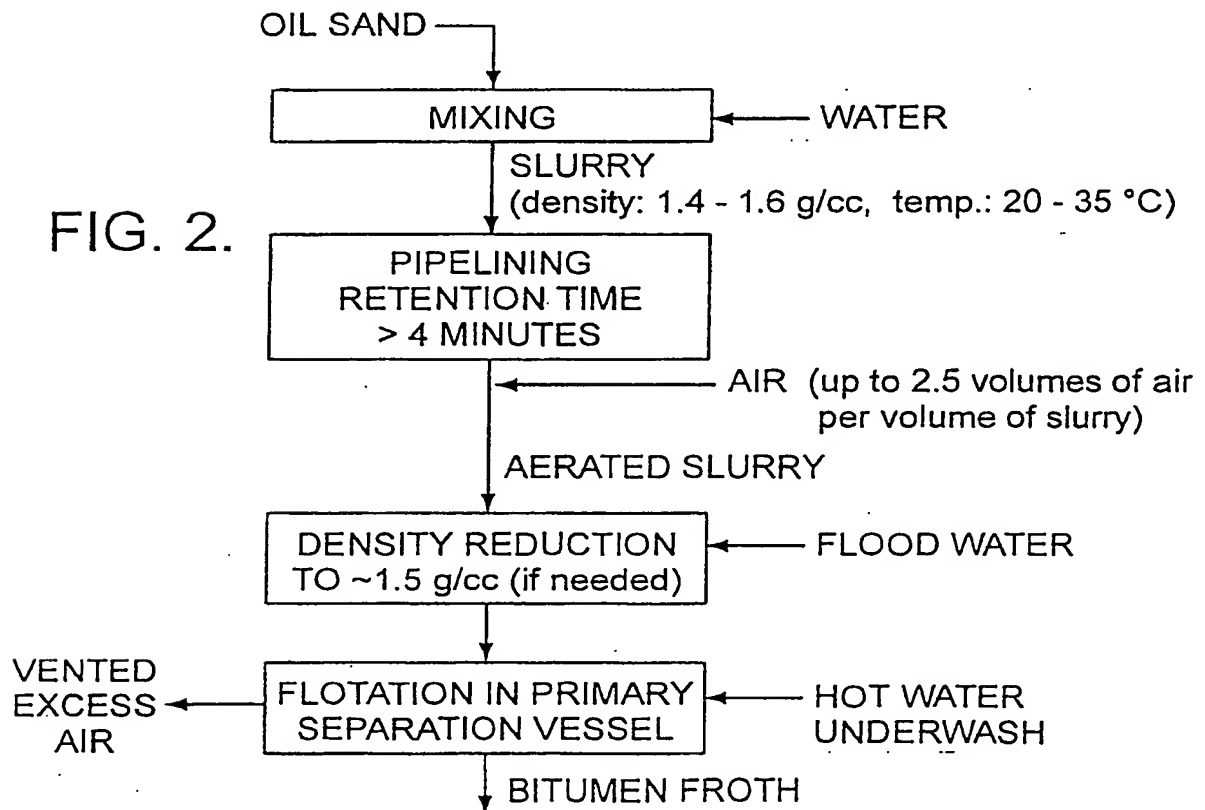 OIL SAND
MIXING
WATER
SLURRY
(density: 1.4 - 1.6 g/cc, temp.: 20 - 35 °C)
FIG. 2.
PIPELINING
RETENTION TIME
> 4 MINUTES
AIR (up to 2.5 volumes of air
per volume of slurry)
AERATED SLURRY
DENSITY REDUCTION
TO ~1.5 g/cc (if needed)
FLOOD WATER
VENTED
EXCESS
AIR
FLOTATION IN PRIMARY
SEPARATION VESSEL
HOT WATER
UNDERWASH
BITUMEN FROTH